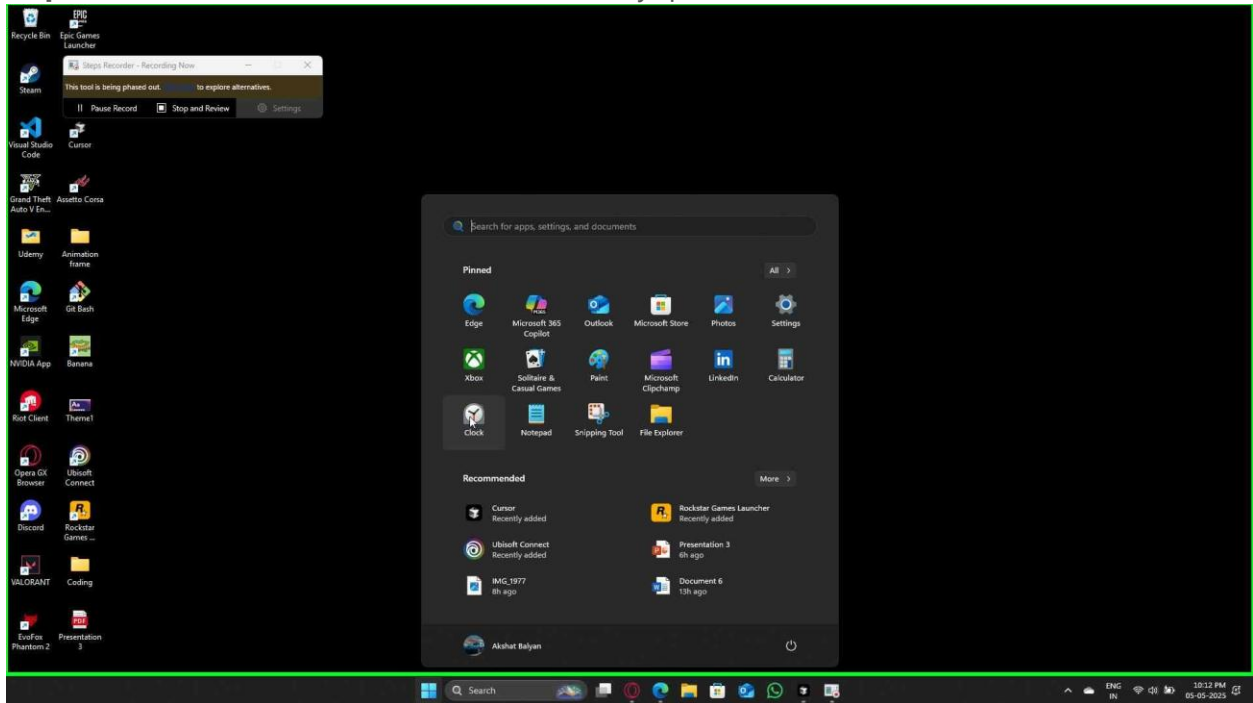 Recycle Bin
Epic Games
Launcher
EPIC
Steps Recorder - Recording Now
This tool is being phased out.
to explore alternatives.
Pause Record
Stop and Review
Settings
Steam
Visual Studio
Code
Cursor
Grand Theft
Auto V En...
Assetto Corsa
Udemy
Animation
frame
Microsoft
Edge
Git Bash
NVIDIA App
Banana
Riot Client
Ae
Theme1
Opera GX
Browser
Ubisoft
Connect
Discord
Rockstar
Games ...
VALORANT
Coding
EvoFox
Phantom 2
PDF
Presentation
3
Search for apps, settings, and documents
Pinned
All >
Edge
Microsoft 365
Copilot
Outlook
Microsoft Store
Photos
Settings
Xbox
Solitaire &
Casual Games
Paint
Microsoft
Clipchamp
LinkedIn
Calculator
Clock
Notepad
Snipping Tool
File Explorer
Recommended
More >
Cursor
Recently added
Rockstar Games Launcher
Recently added
Ubisoft Connect
Recently added
Presentation 3
6h ago
IMG_1977
8h ago
Document 6
13h ago
Akshat Balyan
Search
ENG
IN
10:12 PM
05-05-2025